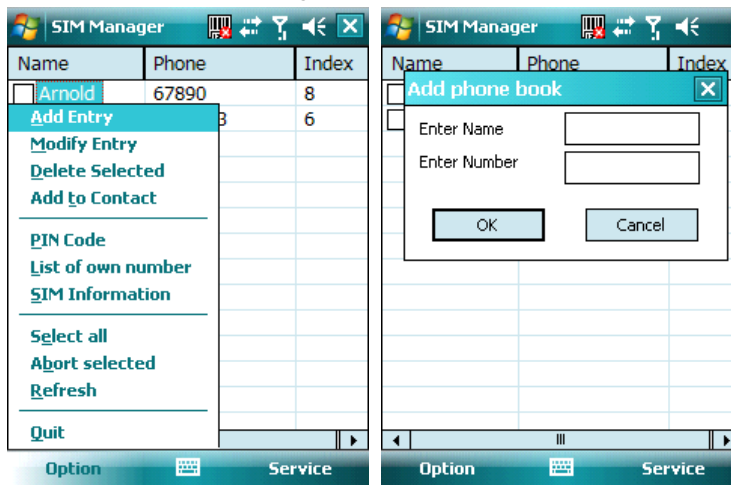 SIM Manager
Name Phone Index
Arnold 67890 8
3 6
Add Entry
Modify Entry
Delete Selected
Add to Contact
PIN Code
List of own number
SIM Information
Select all
Abort selected
Refresh
Quit
Option Service
SIM Manager
Name Phone Index
Add phone book
Enter Name
Enter Number
OK Cancel
Option Service